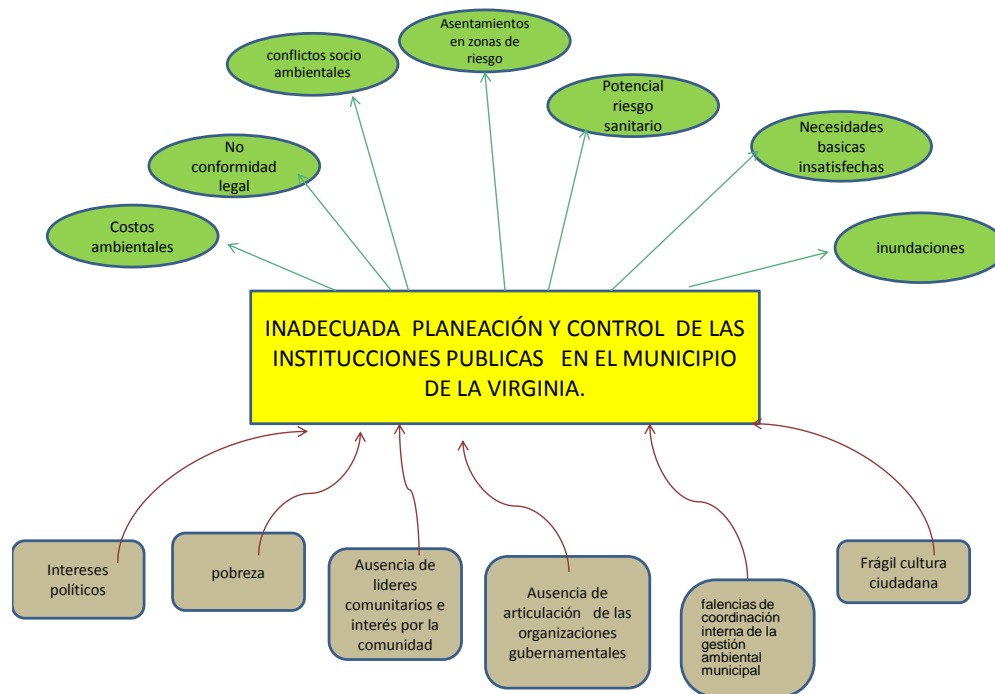 Asentamientos
en zonas de
riesgo
conflictos socio
ambientales
Potencial
riesgo
sanitario
Necesidades
basicas
insatisfechas
No
conformidad
legal
Costos
ambientales
inundaciones
INADECUADA PLANEACIÓN Y CONTROL DE LAS
INSTITUCCIONES PUBLICAS EN EL MUNICIPIO
DE LA VIRGINIA.
Intereses
políticos
pobreza
Ausencia de
lideres
comunitarios e
interés por la
comunidad
Ausencia de
articulación de las
organizaciones
gubernamentales
falencias de
coordinación
interna de la
gestión
ambiental
municipal
Frágil cultura
ciudadana